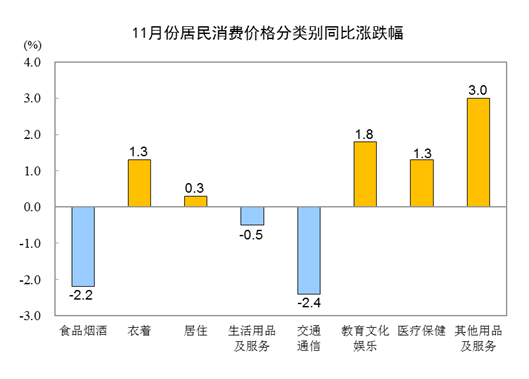 11月份居民消费价格分类别同比涨跌幅
(%)
4.0
3.0
2.0
1.0
0.0
-1.0
-2.0
-3.0
-2.2
1.3
0.3
-0.5
-2.4
1.8
1.3
3.0
食品烟酒
衣着
居住
生活用品
及服务
交通
通信
教育文化
娱乐
医疗保健
其他用品
及服务